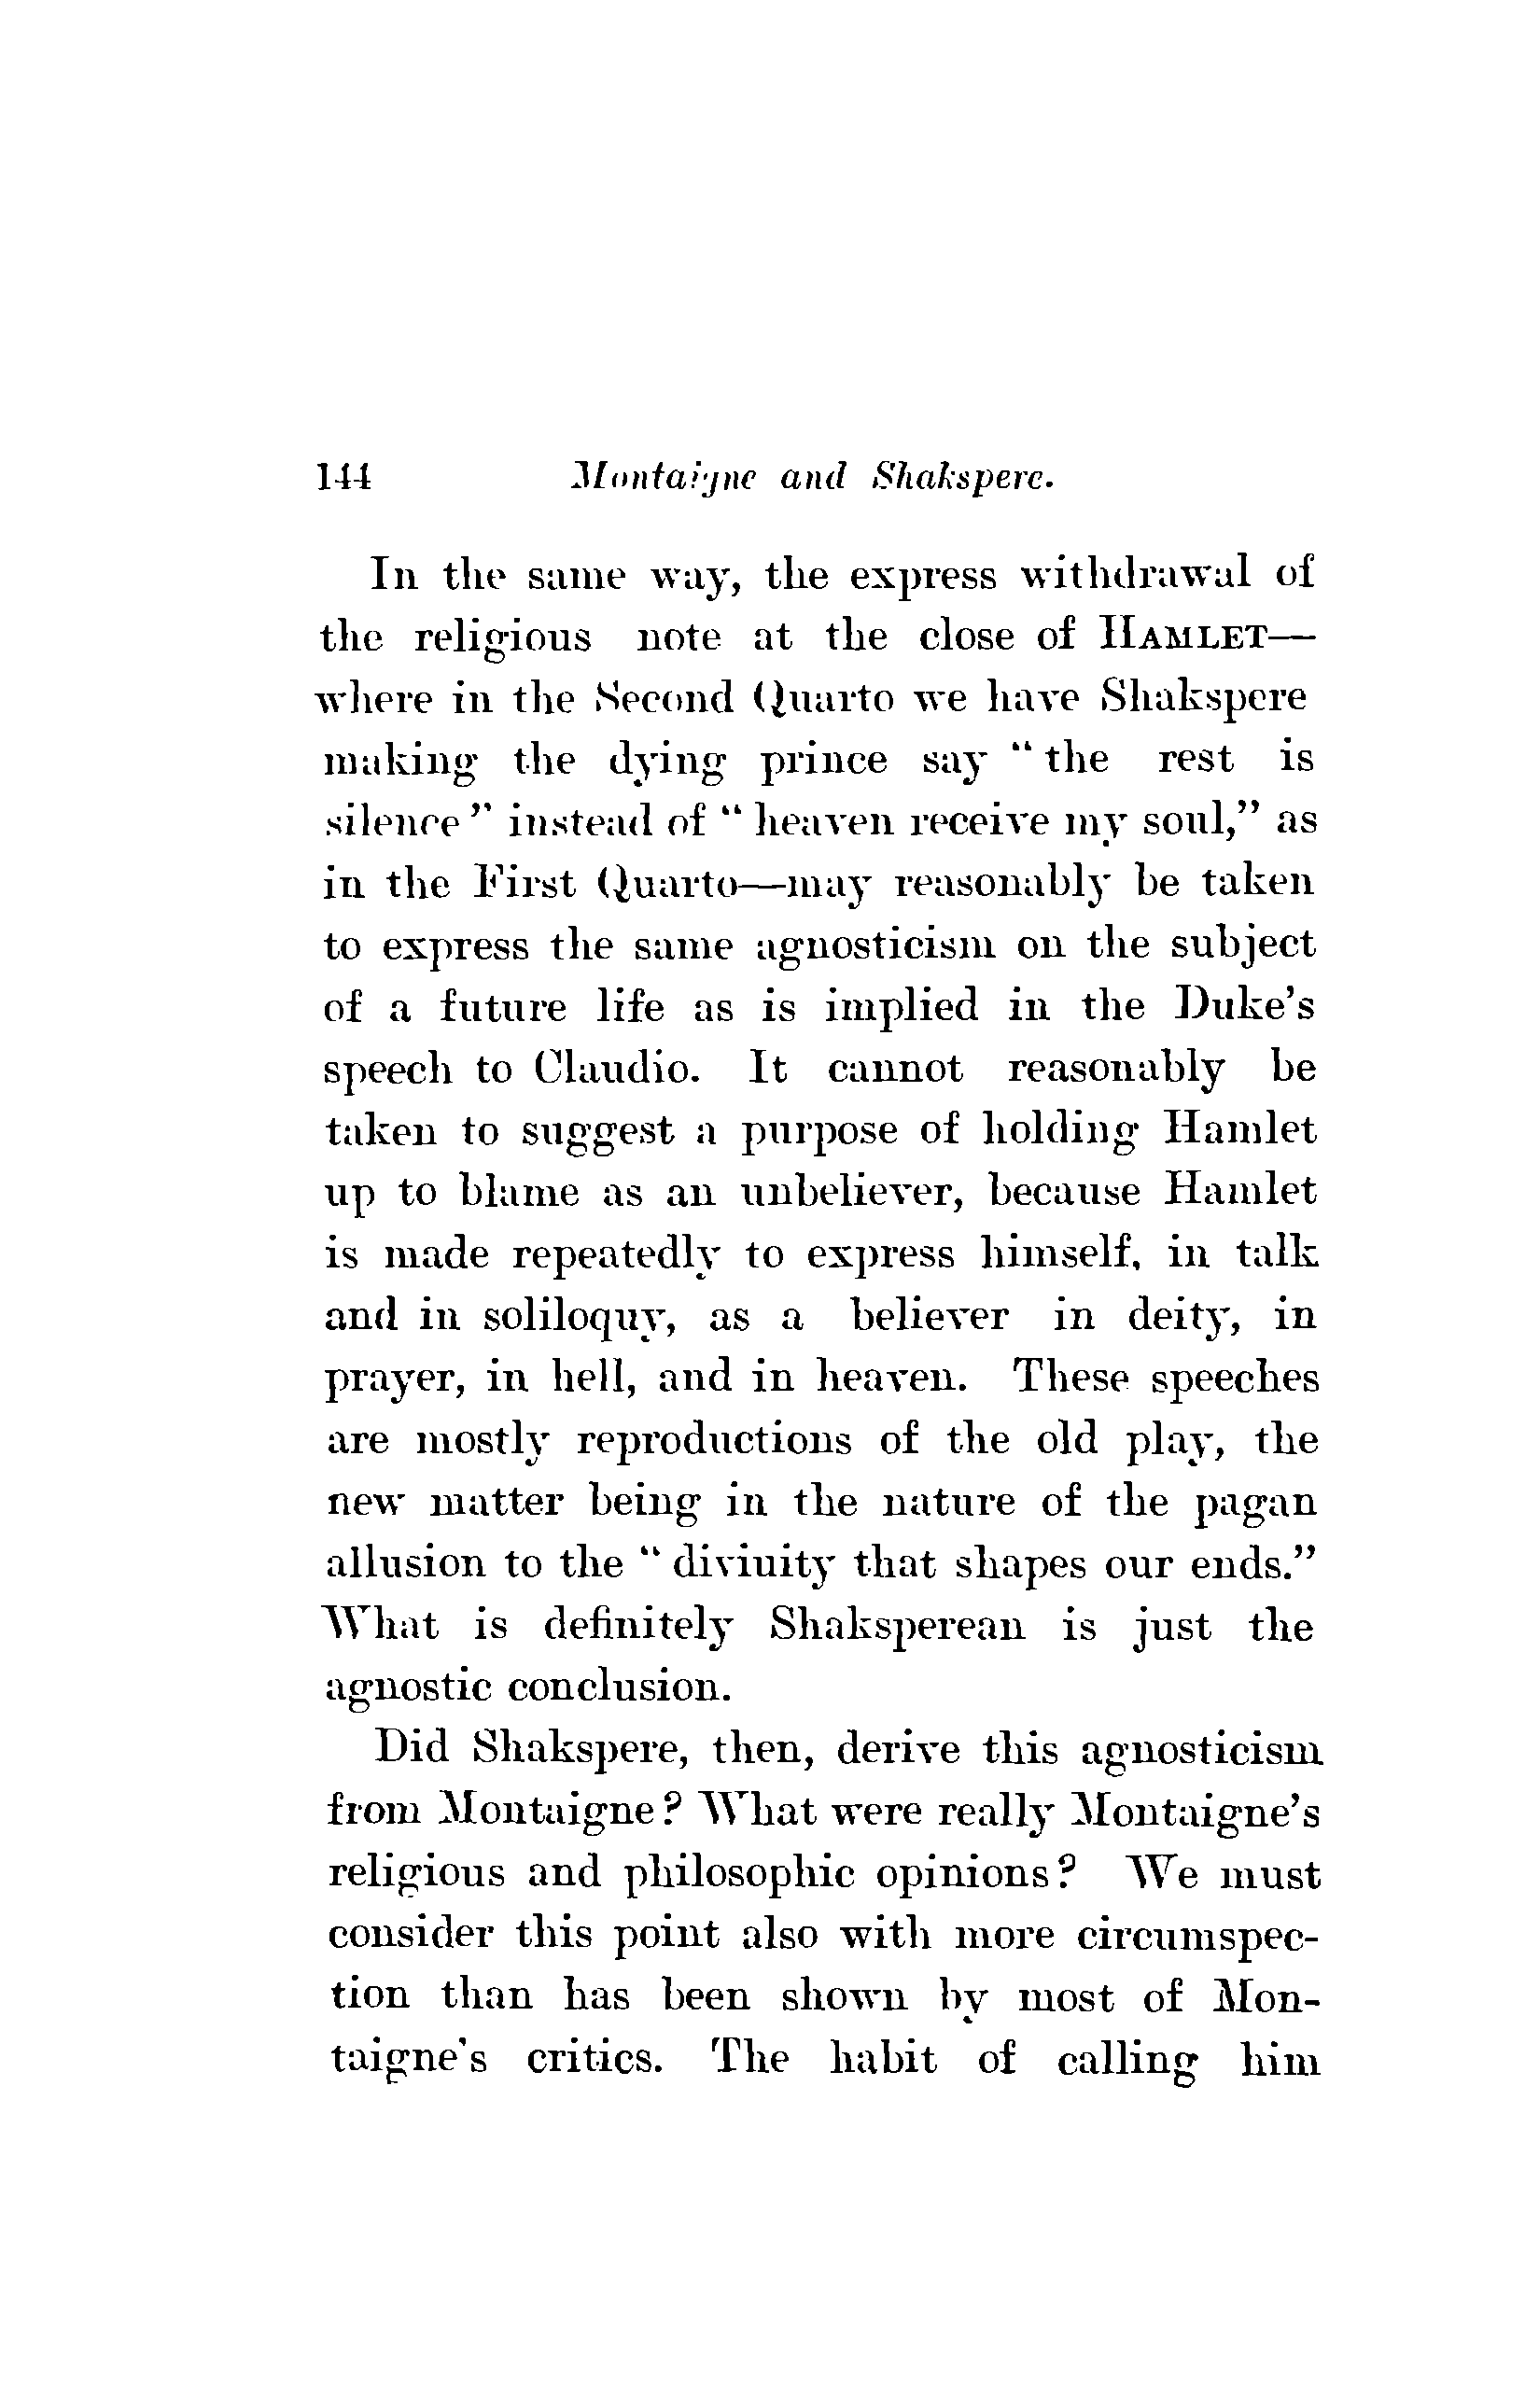 144 Montaigne and Shakspere.
In the same way, the express withdrawal of
the religious note at the close of HAMLET—
where in the Second Quarto we have Shakspere
making the dying prince say “ the rest is
silence ” instead of “ heaven receive my soul,” as
in the First Quarto—may reasonably be taken
to express the same agnosticism on the subject
of a future life as is implied in the Duke’s
speech to Claudio. It cannot reasonably be
taken to suggest a purpose of holding Hamlet
up to blame as an unbeliever, because Hamlet
is made repeatedly to express himself, in talk
and in soliloquy, as a believer in deity, in
prayer, in hell, and in heaven. These speeches
are mostly reproductions of the old play, the
new matter being in the nature of the pagan
allusion to the “ divinity that shapes our ends.”
What is definitely Shaksperean is just the
agnostic conclusion.
Did Shakspere, then, derive this agnosticism
from Montaigne? What were really Montaigne’s
religious and philosophic opinions? We must
consider this point also with more circumspec-
tion than has been shown by most of Mon-
taigne’s critics. The habit of calling him